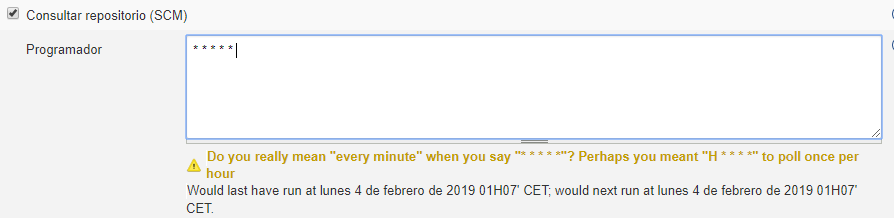 Consultar repositorio (SCM)
Programador
* * * * *
Do you really mean "every minute" when you say "* * * * *"? Perhaps you meant "H * * * *" to poll once per
hour
Would last have run at lunes 4 de febrero de 2019 01H07' CET; would next run at lunes 4 de febrero de 2019 01H07'
CET.